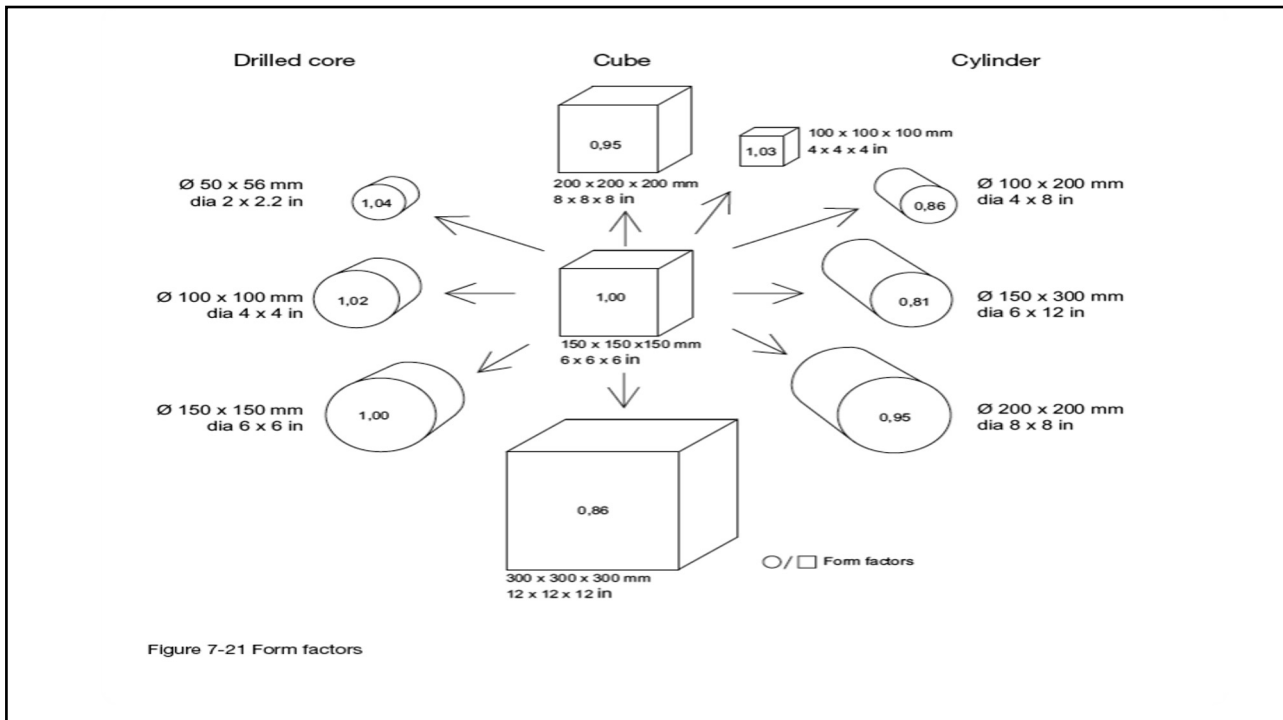 Drilled core
Cube
Cylinder
0,95
200 x 200 x 200 mm
8 x 8 x 8 in
1,03
100 x 100 x 100 mm
4 x 4 x 4 in
Ø 50 x 56 mm
dia 2 x 2.2 in
1,04
Ø 100 x 200 mm
dia 4 x 8 in
0,86
Ø 100 x 100 mm
dia 4 x 4 in
1,02
1,00
150 x 150 x150 mm
6 x 6 x 6 in
0,81
Ø 150 x 300 mm
dia 6 x 12 in
Ø 150 x 150 mm
dia 6 x 6 in
1,00
0,95
Ø 200 x 200 mm
dia 8 x 8 in
0,86
300 x 300 x 300 mm
12 x 12 x 12 in
/ Form factors
Figure 7-21 Form factors